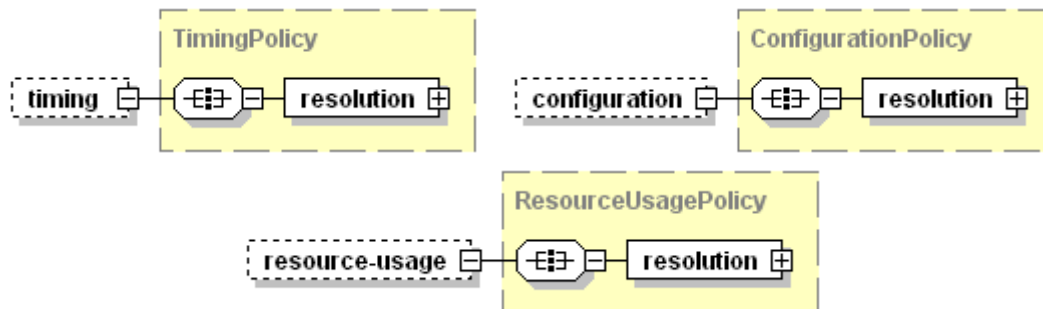 TimingPolicy
timing
resolution
ConfigurationPolicy
configuration
resolution
ResourceUsagePolicy
resource-usage
resolution